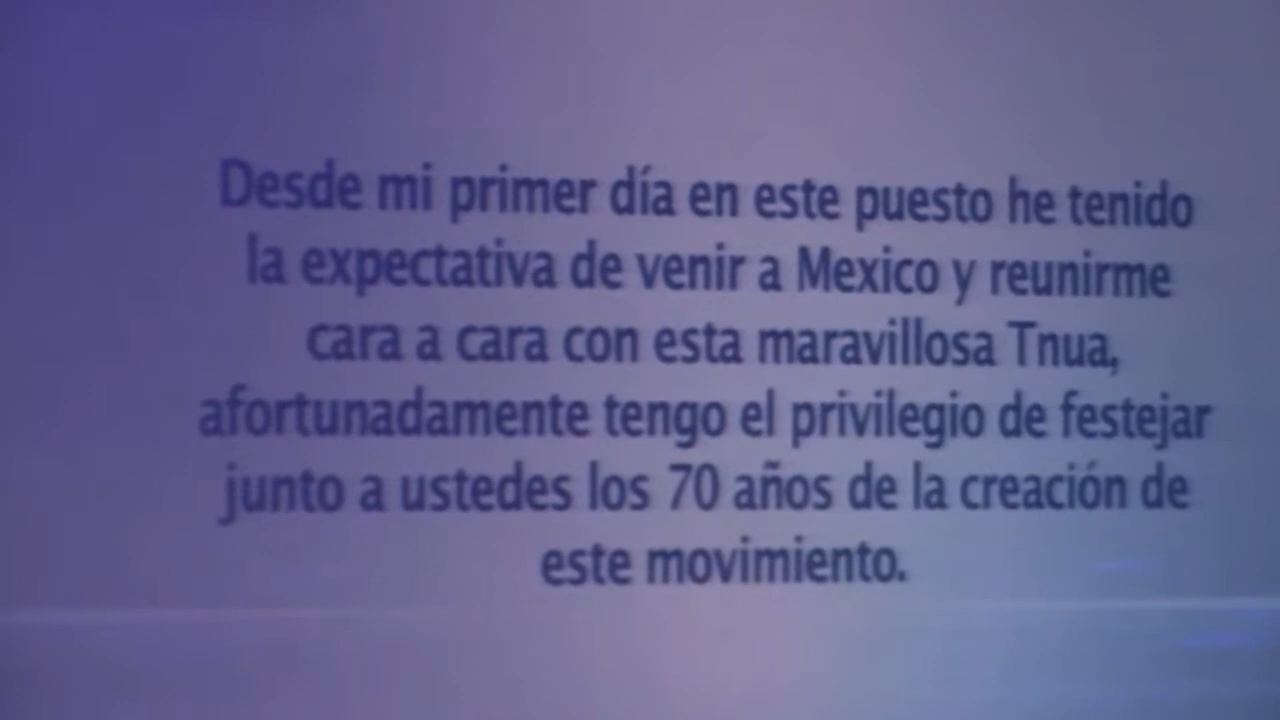 Desde mi primer día en este puesto he tenido
la expectativa de venir a Mexico y reunirme
cara a cara con esta maravillosa Tnua,
afortunadamente tengo el privilegio de festejar
junto a ustedes los 70 años de la creación de
este movimiento.